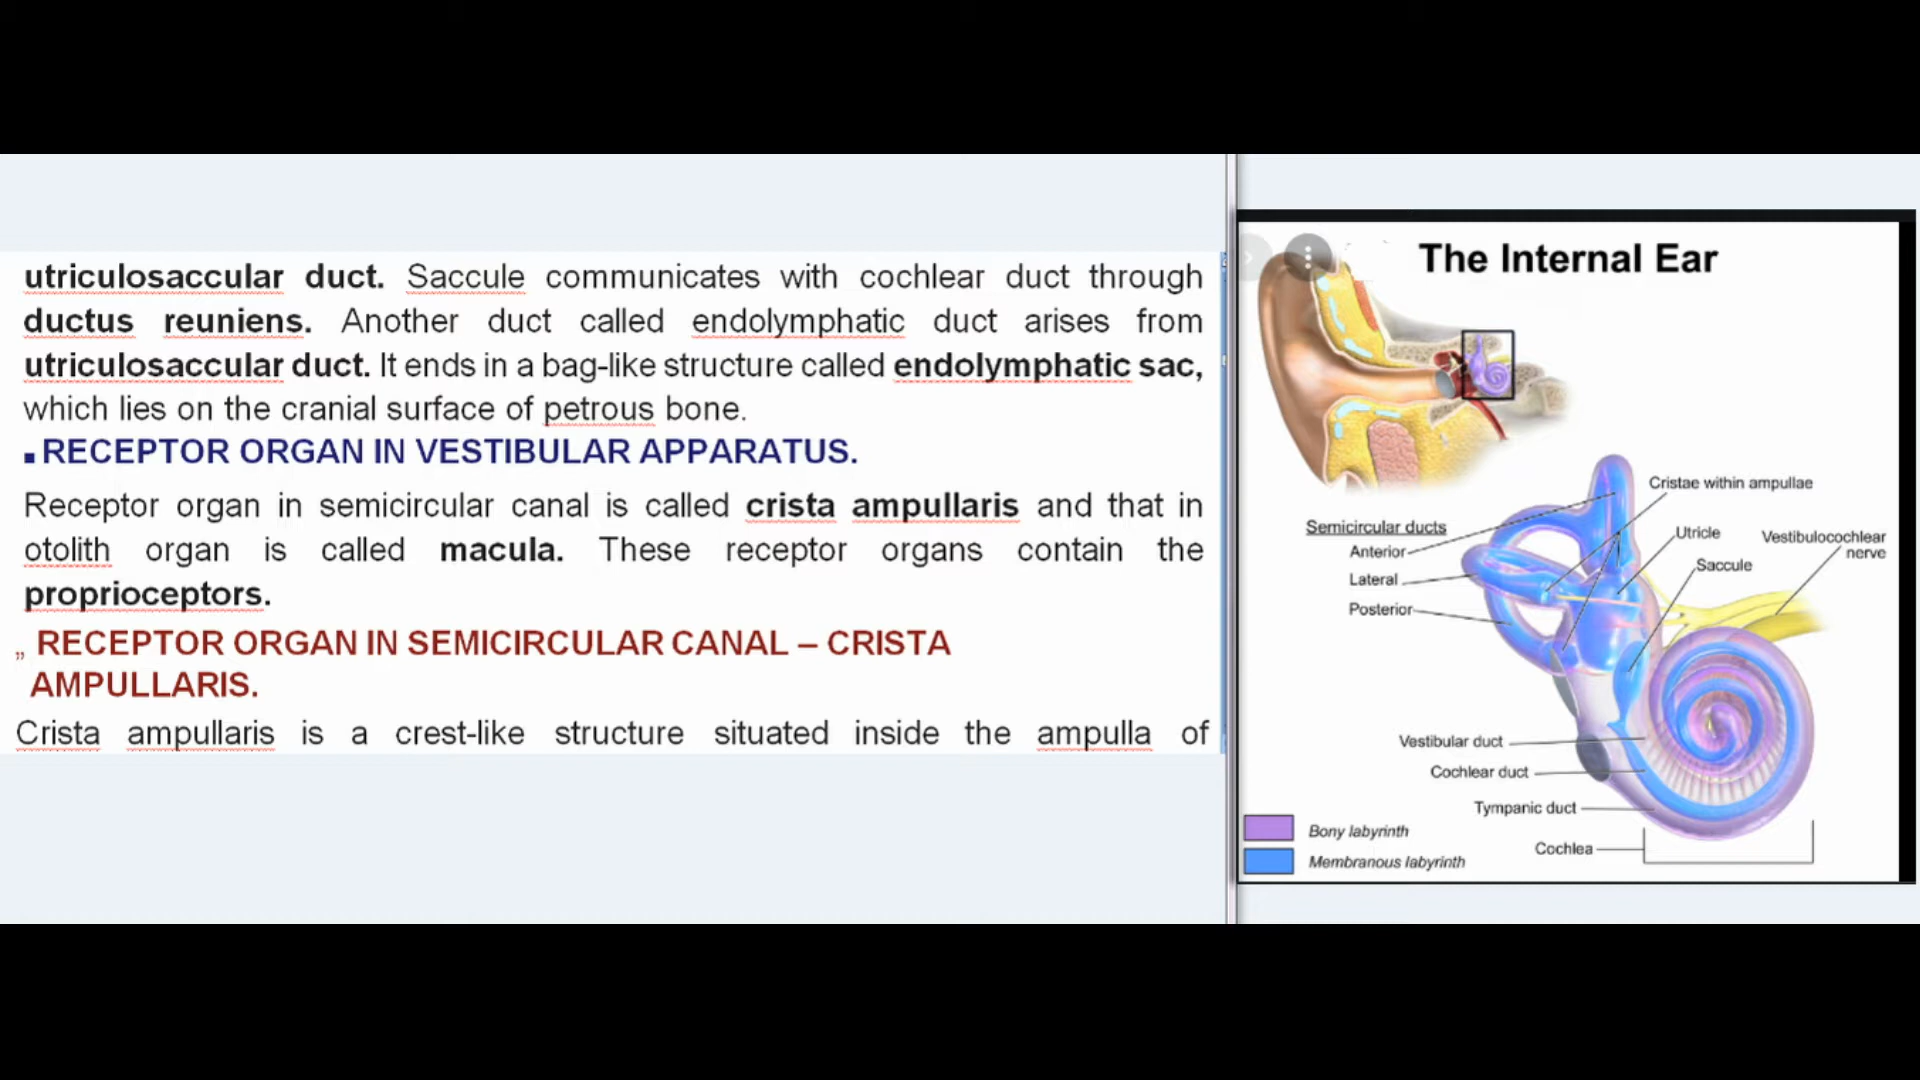 utriculosaccular duct. Saccule communicates with cochlear duct through
ductus reuniens. Another duct called endolymphatic duct arises from
utriculosaccular duct. It ends in a bag-like structure called endolymphatic sac,
which lies on the cranial surface of petrous bone.
▪ RECEPTOR ORGAN IN VESTIBULAR APPARATUS.
Receptor organ in semicircular canal is called crista ampullaris and that in
otolith organ is called macula. These receptor organs contain the
proprioceptors.
„ RECEPTOR ORGAN IN SEMICIRCULAR CANAL – CRISTA
AMPULLARIS.
Crista ampullaris is a crest-like structure situated inside the ampulla of
The Internal Ear
Cristae within ampullae
Semicircular ducts
Anterior
Lateral
Posterior
Utricle
Saccule
Vestibulocochlear
nerve
Vestibular duct
Cochlear duct
Tympanic duct
Cochlea
Bony labyrinth
Membranous labyrinth